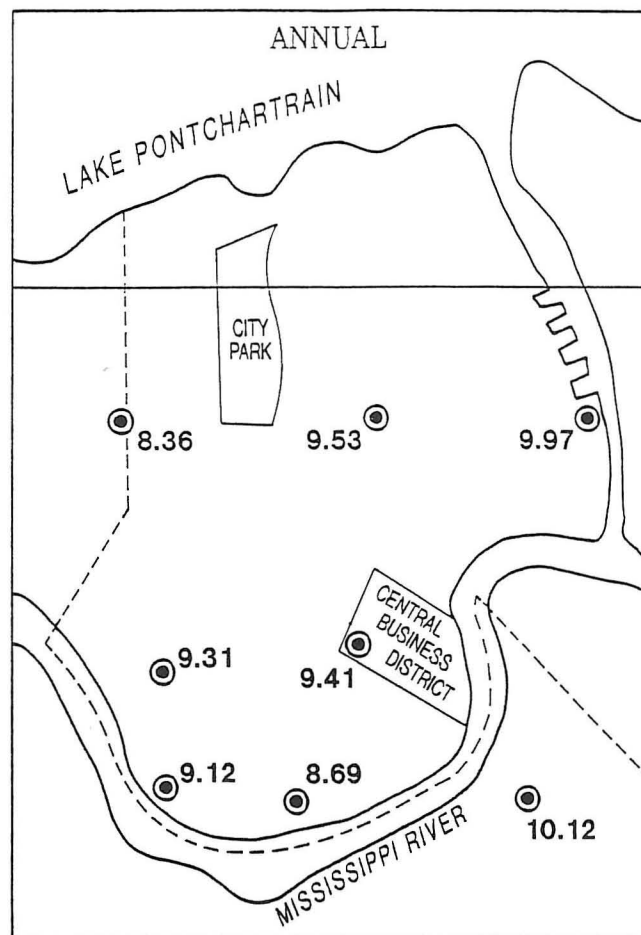 ANNUAL
LAKE PONTCHARTRAIN
CITY
PARK
8.36
9.53
9.97
CENTRAL
BUSINESS
DISTRICT
9.31
9.41
9.12
8.69
10.12
MISSISSIPPI RIVER